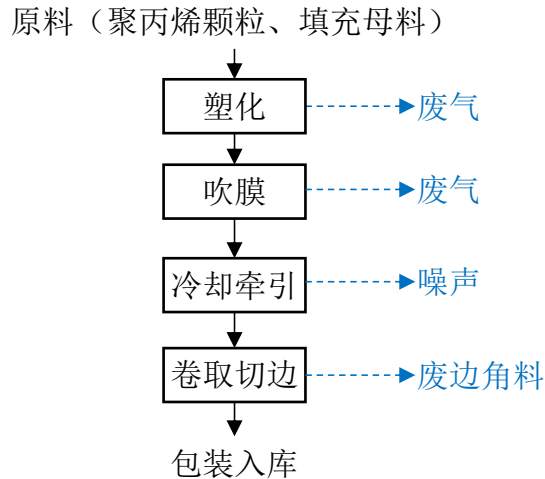 原料（聚丙烯颗粒、填充母料）
塑化
废气
吹膜
废气
冷却牵引
噪声
卷取切边
废边角料
包装入库